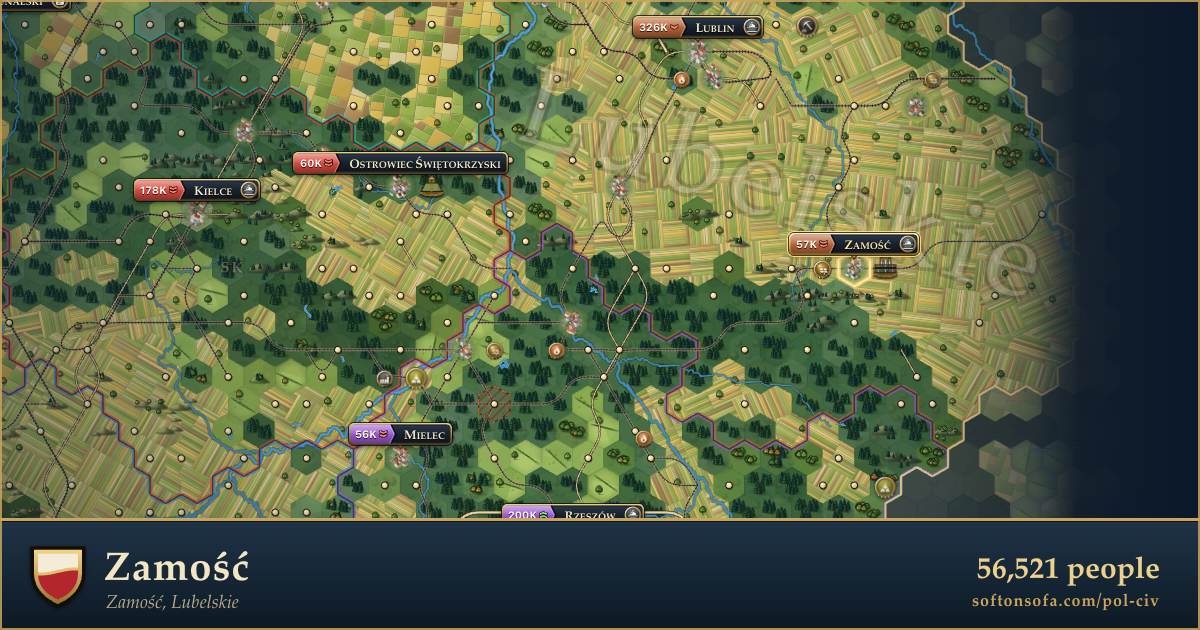 326K Lublin
Lubelskie
60K Ostrowiec Świętokrzyski
178K Kielce
57K Zamość
5K
56K Mielec
200K Rzeszów
Zamość
Zamość, Lubelskie
56,521 people
softonsofa.com/pol-civ